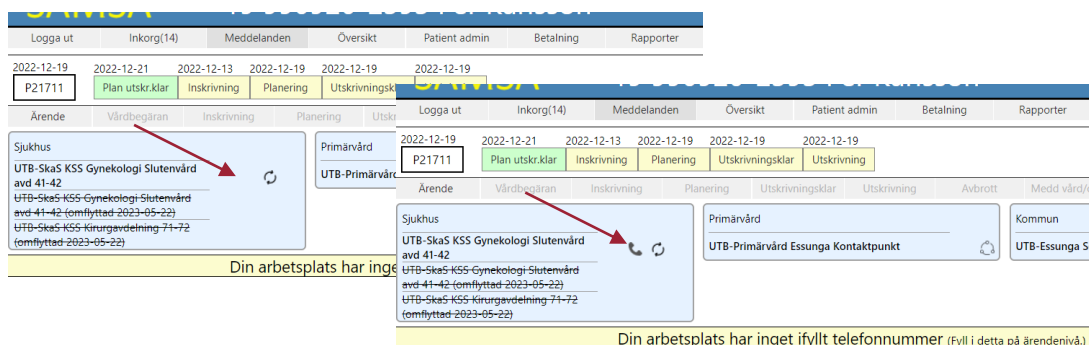 Logga ut Inkorg(14) Meddelanden Översikt Patient admin Betalning Rapporter
2022-12-19 2022-12-21 2022-12-13 2022-12-19 2022-12-19 2022-12-19
P21711 Plan utskr.klar Inskrivning Planering Utskrivningskl
Ärende Vårdbegäran Inskrivning Planering Utskr
Sjukhus Primärvård
UTB-SkaS KSS Gynekologi Slutenvård UTB-Primärvård
avd 41-42
UTB-SkaS KSS Gynekologi Slutenvård
avd 41-42 (omflyttad 2023-05-22)
UTB-SkaS KSS Kirurgavdelning 71-72
(omflyttad 2023-05-22)
Din arbetsplats har inge
Logga ut Inkorg(14) Meddelanden Översikt Patient admin Betalning Rapporter
2022-12-19 2022-12-21 2022-12-13 2022-12-19 2022-12-19 2022-12-19
P21711 Plan utskr.klar Inskrivning Planering Utskrivningsklar Utskrivning
Ärende Vårdbegäran Inskrivning Planering Utskrivningsklar Utskrivning Avbrott Medd vård/
Sjukhus Primärvård Kommun
UTB-SkaS KSS Gynekologi Slutenvård UTB-Primärvård Essunga Kontaktpunkt UTB-Essunga S
avd 41-42
UTB-SkaS KSS Gynekologi Slutenvård
avd 41-42 (omflyttad 2023-05-22)
UTB-SkaS KSS Kirurgavdelning 71-72
(omflyttad 2023-05-22)
Din arbetsplats har inget ifyllt telefonnummer (Fyll i detta på ärendenivå.)